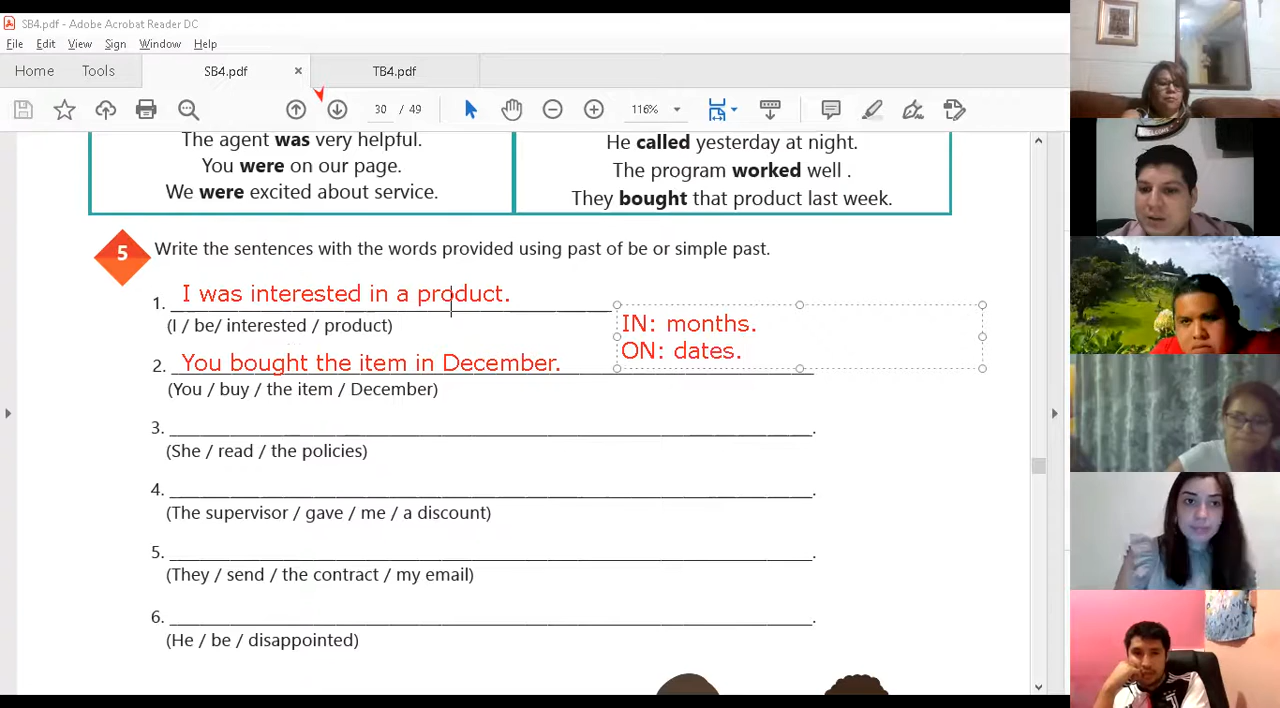 SB4.pdf - Adobe Acrobat Reader DC
File Edit View Sign Window Help
Home Tools SB4.pdf × TB4.pdf
30 / 49 116%
The agent was very helpful.
You were on our page.
We were excited about service.
He called yesterday at night.
The program worked well .
They bought that product last week.
5 Write the sentences with the words provided using past of be or simple past.
1. I was interested in a product.
(I / be/ interested / product)
IN: months.
ON: dates.
2. You bought the item in December.
(You / buy / the item / December)
3. .
(She / read / the policies)
4. .
(The supervisor / gave / me / a discount)
5. .
(They / send / the contract / my email)
6. .
(He / be / disappointed)
WELCOME